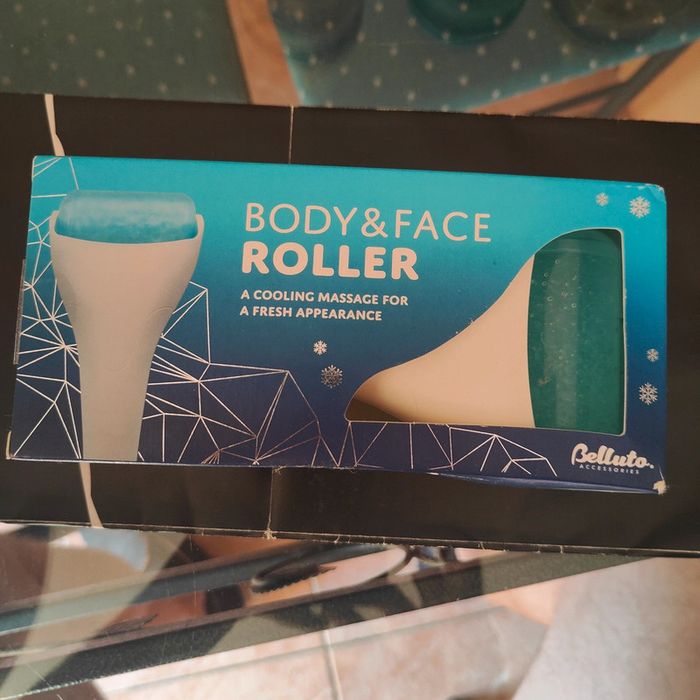 BODY&FACE
ROLLER
A COOLING MASSAGE FOR
A FRESH APPEARANCE
Belluto.
ACCESSORIES